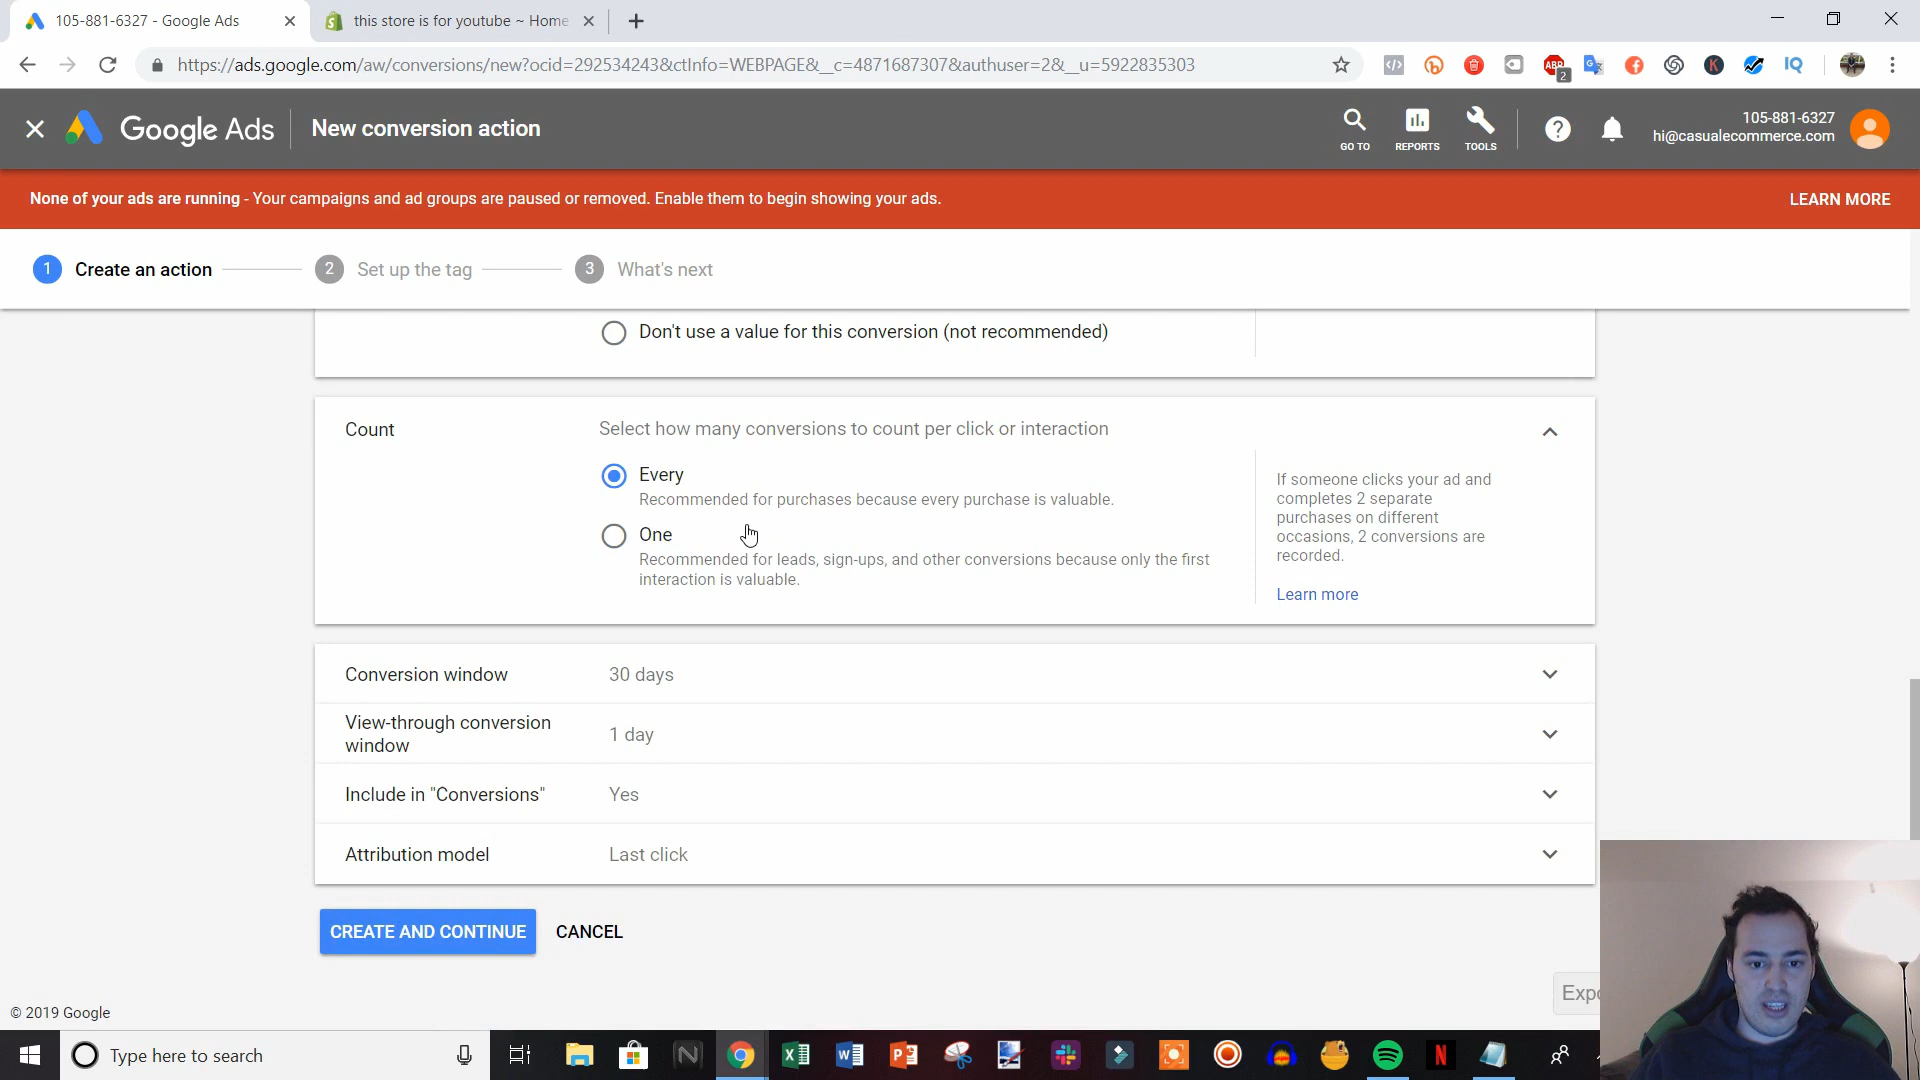 105-881-6327 - Google Ads
this store is for youtube ~ Home
https://ads.google.com/aw/conversions/new?ocid=292534243&ctInfo=WEBPAGE&__c=4871687307&authuser=2&__u=5922835303
ABP
2
IQ
Google Ads
New conversion action
GO TO
REPORTS
TOOLS
105-881-6327
hi@casualecommerce.com
None of your ads are running - Your campaigns and ad groups are paused or removed. Enable them to begin showing your ads.
LEARN MORE
1 Create an action
2 Set up the tag
3 What's next
Don't use a value for this conversion (not recommended)
Count
Select how many conversions to count per click or interaction
Every
Recommended for purchases because every purchase is valuable.
One
Recommended for leads, sign-ups, and other conversions because only the first
interaction is valuable.
If someone clicks your ad and
completes 2 separate
purchases on different
occasions, 2 conversions are
recorded.
Learn more
Conversion window
30 days
View-through conversion
window
1 day
Include in "Conversions"
Yes
Attribution model
Last click
CREATE AND CONTINUE
CANCEL
Expo
© 2019 Google
Type here to search